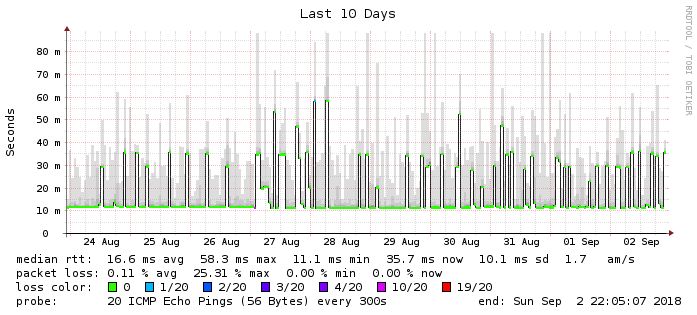 Last 10 Days
RRDTOOL / TOBI OETIKER
Seconds
80 m
70 m
60 m
50 m
40 m
30 m
20 m
10 m
0
24 Aug 25 Aug 26 Aug 27 Aug 28 Aug 29 Aug 30 Aug 31 Aug 01 Sep 02 Sep
median rtt: 16.6 ms avg 58.3 ms max 11.1 ms min 35.7 ms now 10.1 ms sd 1.7 am/s
packet loss: 0.11 % avg 25.31 % max 0.00 % min 0.00 % now
loss color: 0 1/20 2/20 3/20 4/20 10/20 19/20
probe: 20 ICMP Echo Pings (56 Bytes) every 300s end: Sun Sep 2 22:05:07 2018